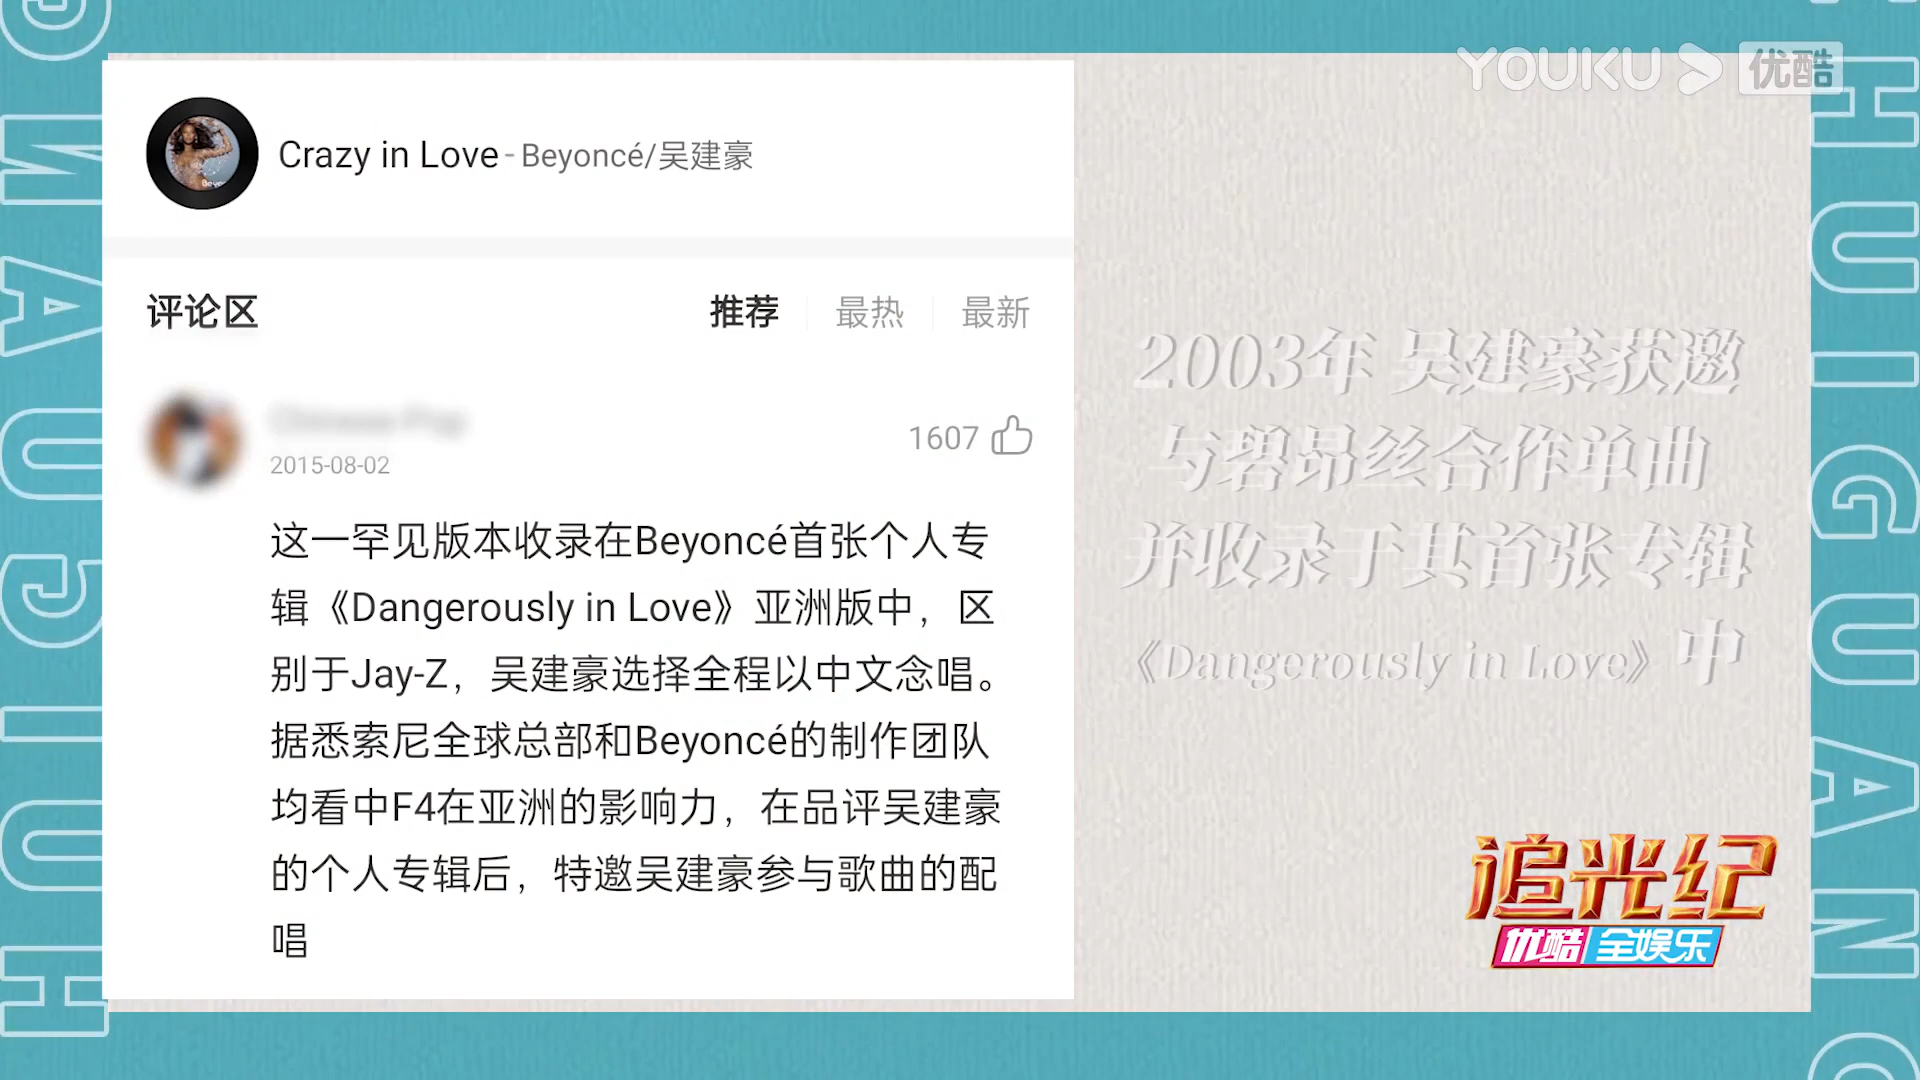 YOUKU 优酷
Crazy in Love - Beyoncé/吴建豪
评论区
推荐
最热
最新
1607
2015-08-02
这一罕见版本收录在Beyoncé首张个人专
辑《Dangerously in Love》亚洲版中，区
别于Jay-Z，吴建豪选择全程以中文念唱。
据悉索尼全球总部和Beyoncé的制作团队
均看中F4在亚洲的影响力，在品评吴建豪
的个人专辑后，特邀吴建豪参与歌曲的配
唱
2003年 吴建豪获邀
与碧昂丝合作单曲
并收录于其首张专辑
《Dangerously in Love》中
追光纪
优酷 全娱乐